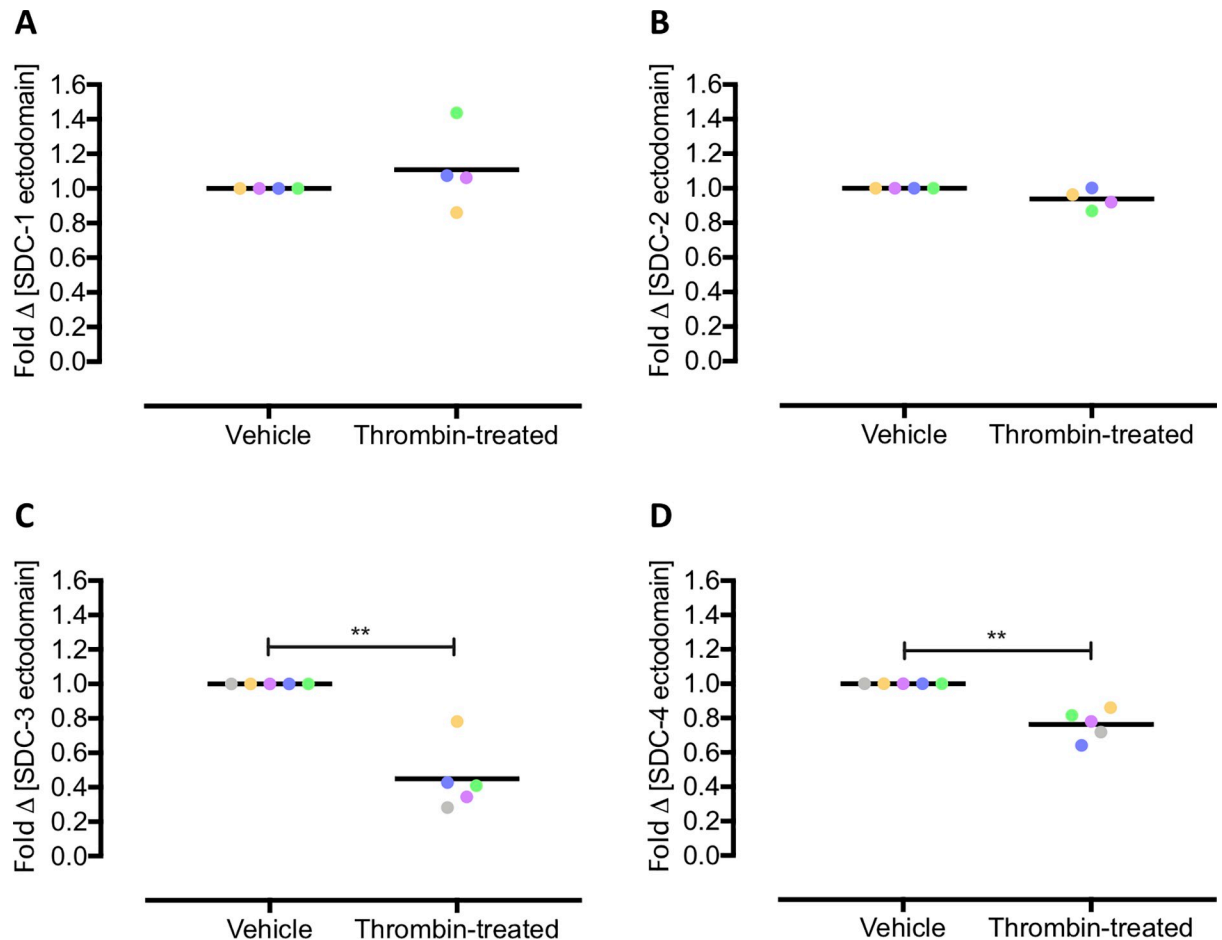 A
Fold Δ [SDC-1 ectodomain]
1.6
1.4
1.2
1.0
0.8
0.6
0.4
0.2
0.0
Vehicle
Thrombin-treated
B
Fold Δ [SDC-2 ectodomain]
1.6
1.4
1.2
1.0
0.8
0.6
0.4
0.2
0.0
Vehicle
Thrombin-treated
C
Fold Δ [SDC-3 ectodomain]
1.6
1.4
1.2
1.0
0.8
0.6
0.4
0.2
0.0
**
Vehicle
Thrombin-treated
D
Fold Δ [SDC-4 ectodomain]
1.6
1.4
1.2
1.0
0.8
0.6
0.4
0.2
0.0
**
Vehicle
Thrombin-treated